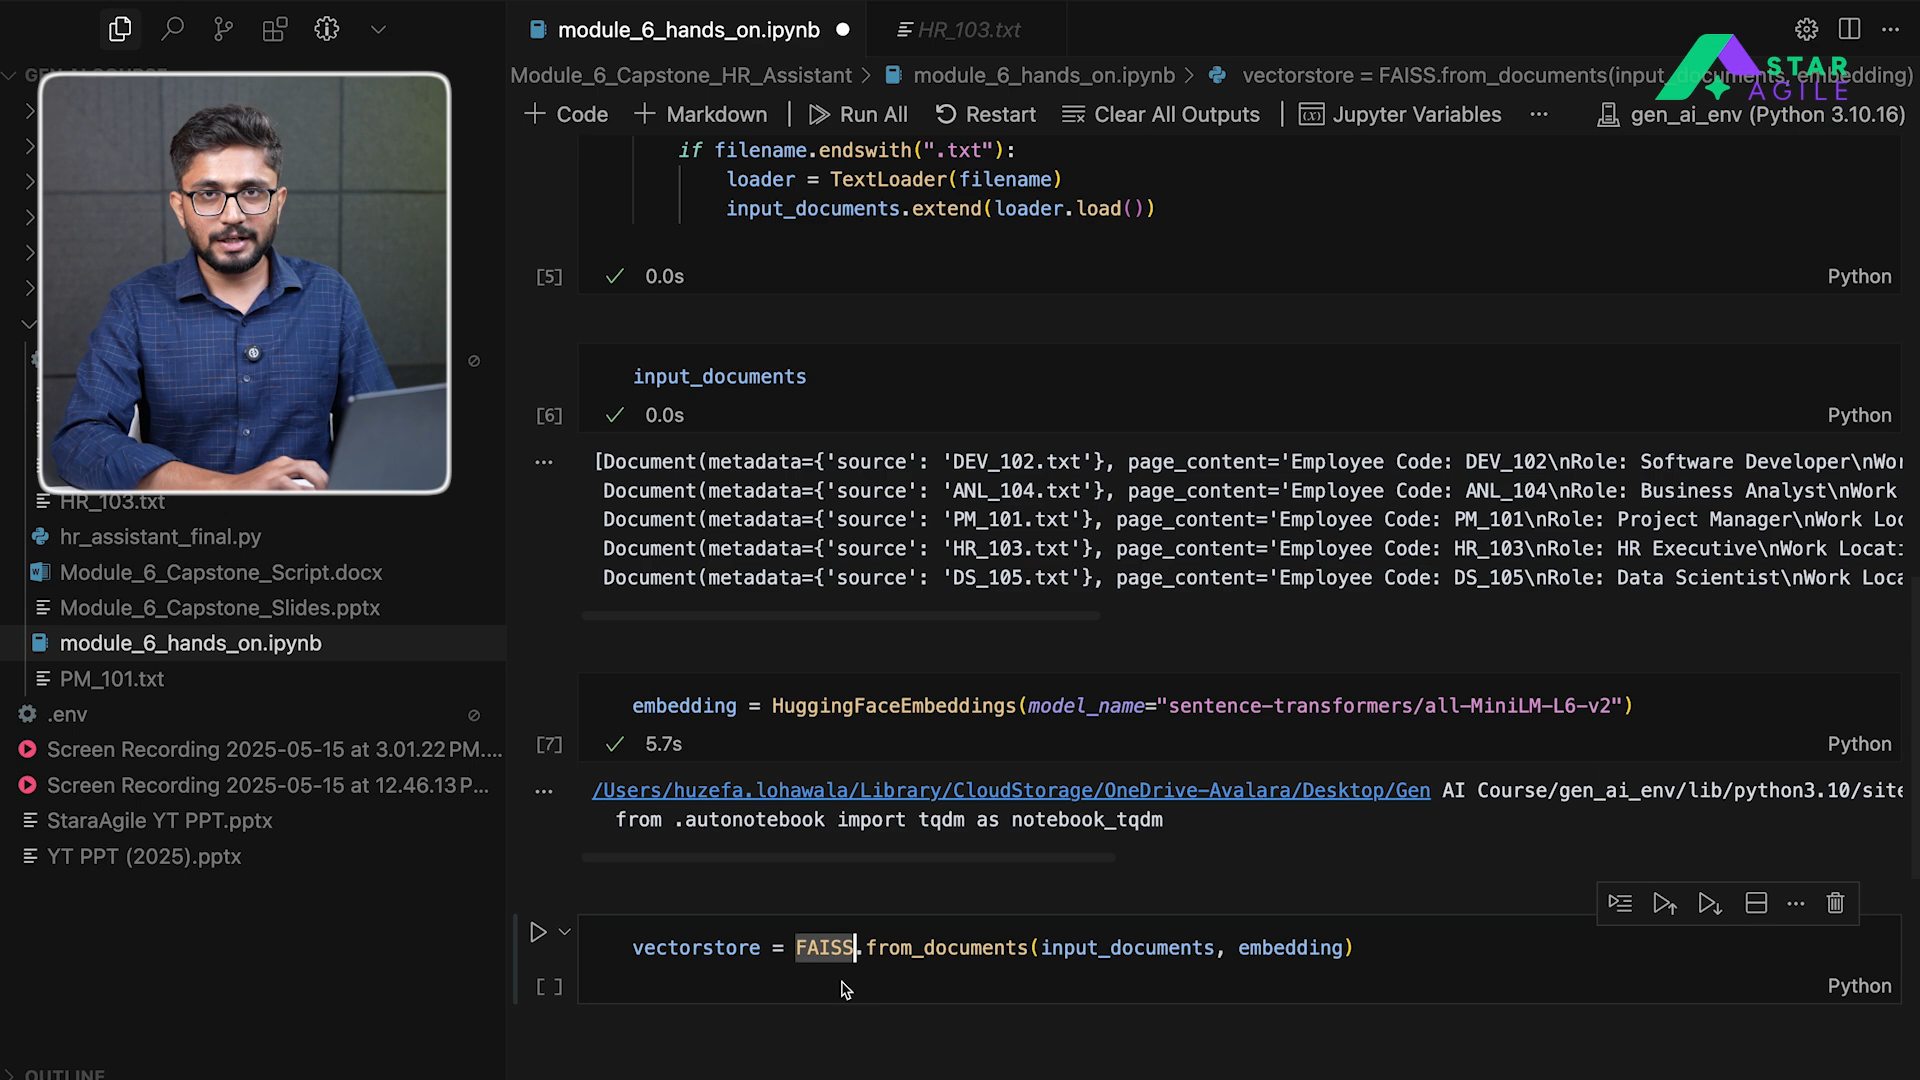 module_6_hands_on.ipynb
HR_103.txt
Module_6_Capstone_HR_Assistant > module_6_hands_on.ipynb > vectorstore = FAISS.from_documents(input_documents, embedding)
STAR
AGILE
Code
Markdown
Run All
Restart
Clear All Outputs
Jupyter Variables
gen_ai_env (Python 3.10.16)
if filename.endswith(".txt"):
loader = TextLoader(filename)
input_documents.extend(loader.load())
[5] 0.0s Python
input_documents
[6] 0.0s Python
[Document(metadata={'source': 'DEV_102.txt'}, page_content='Employee Code: DEV_102\nRole: Software Developer\nWor
Document(metadata={'source': 'ANL_104.txt'}, page_content='Employee Code: ANL_104\nRole: Business Analyst\nWork
Document(metadata={'source': 'PM_101.txt'}, page_content='Employee Code: PM_101\nRole: Project Manager\nWork Loc
Document(metadata={'source': 'HR_103.txt'}, page_content='Employee Code: HR_103\nRole: HR Executive\nWork Locati
Document(metadata={'source': 'DS_105.txt'}, page_content='Employee Code: DS_105\nRole: Data Scientist\nWork Loca
embedding = HuggingFaceEmbeddings(model_name="sentence-transformers/all-MiniLM-L6-v2")
[7] 5.7s Python
/Users/huzefa.lohawala/Library/CloudStorage/OneDrive-Avalara/Desktop/Gen AI Course/gen_ai_env/lib/python3.10/site
from .autonotebook import tqdm as notebook_tqdm
vectorstore = FAISS.from_documents(input_documents, embedding)
[ ] Python
HR_103.txt
hr_assistant_final.py
Module_6_Capstone_Script.docx
Module_6_Capstone_Slides.pptx
module_6_hands_on.ipynb
PM_101.txt
.env
Screen Recording 2025-05-15 at 3.01.22 PM....
Screen Recording 2025-05-15 at 12.46.13 P...
StaraAgile YT PPT.pptx
YT PPT (2025).pptx
OUTLINE